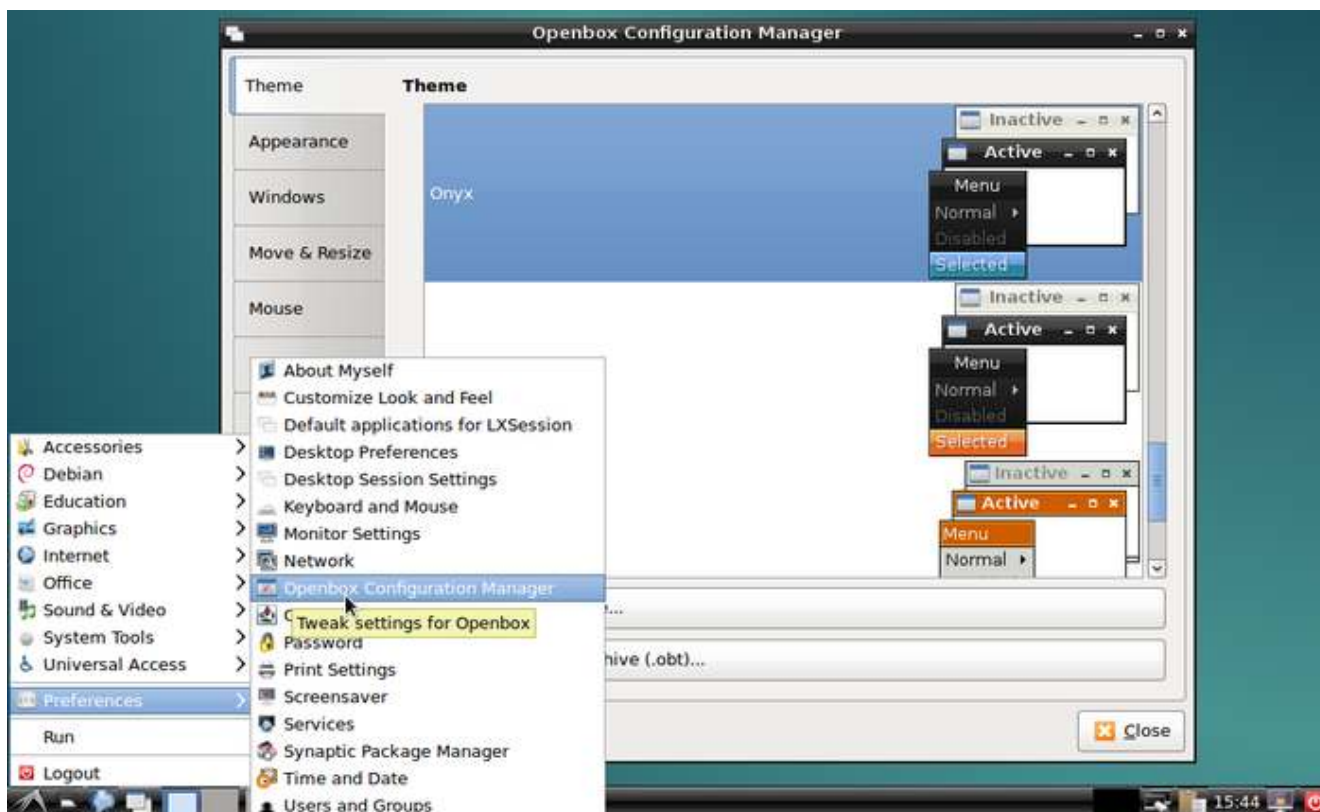 Openbox Configuration Manager
Theme
Appearance
Windows
Move & Resize
Mouse
Theme
Onyx
Inactive
Active
Menu
Normal
Disabled
Selected
Inactive
Active
Menu
Normal
Disabled
Selected
Inactive
Active
Menu
Normal
...
hive (.obt)...
Close
Accessories
Debian
Education
Graphics
Internet
Office
Sound & Video
System Tools
Universal Access
Preferences
Run
Logout
About Myself
Customize Look and Feel
Default applications for LXSession
Desktop Preferences
Desktop Session Settings
Keyboard and Mouse
Monitor Settings
Network
Openbox Configuration Manager
Tweak settings for Openbox
Password
Print Settings
Screensaver
Services
Synaptic Package Manager
Time and Date
Users and Groups
15:44